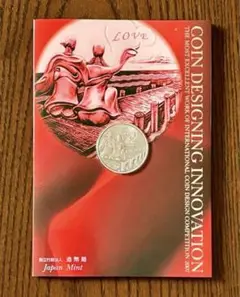 LOVE
COIN DESIGNING INNOVATION
THE MOST EXCELLENT WORK OF INTERNATIONAL COIN DESIGN COMPETITION 2007
独立行政法人 造幣局
Japan Mint